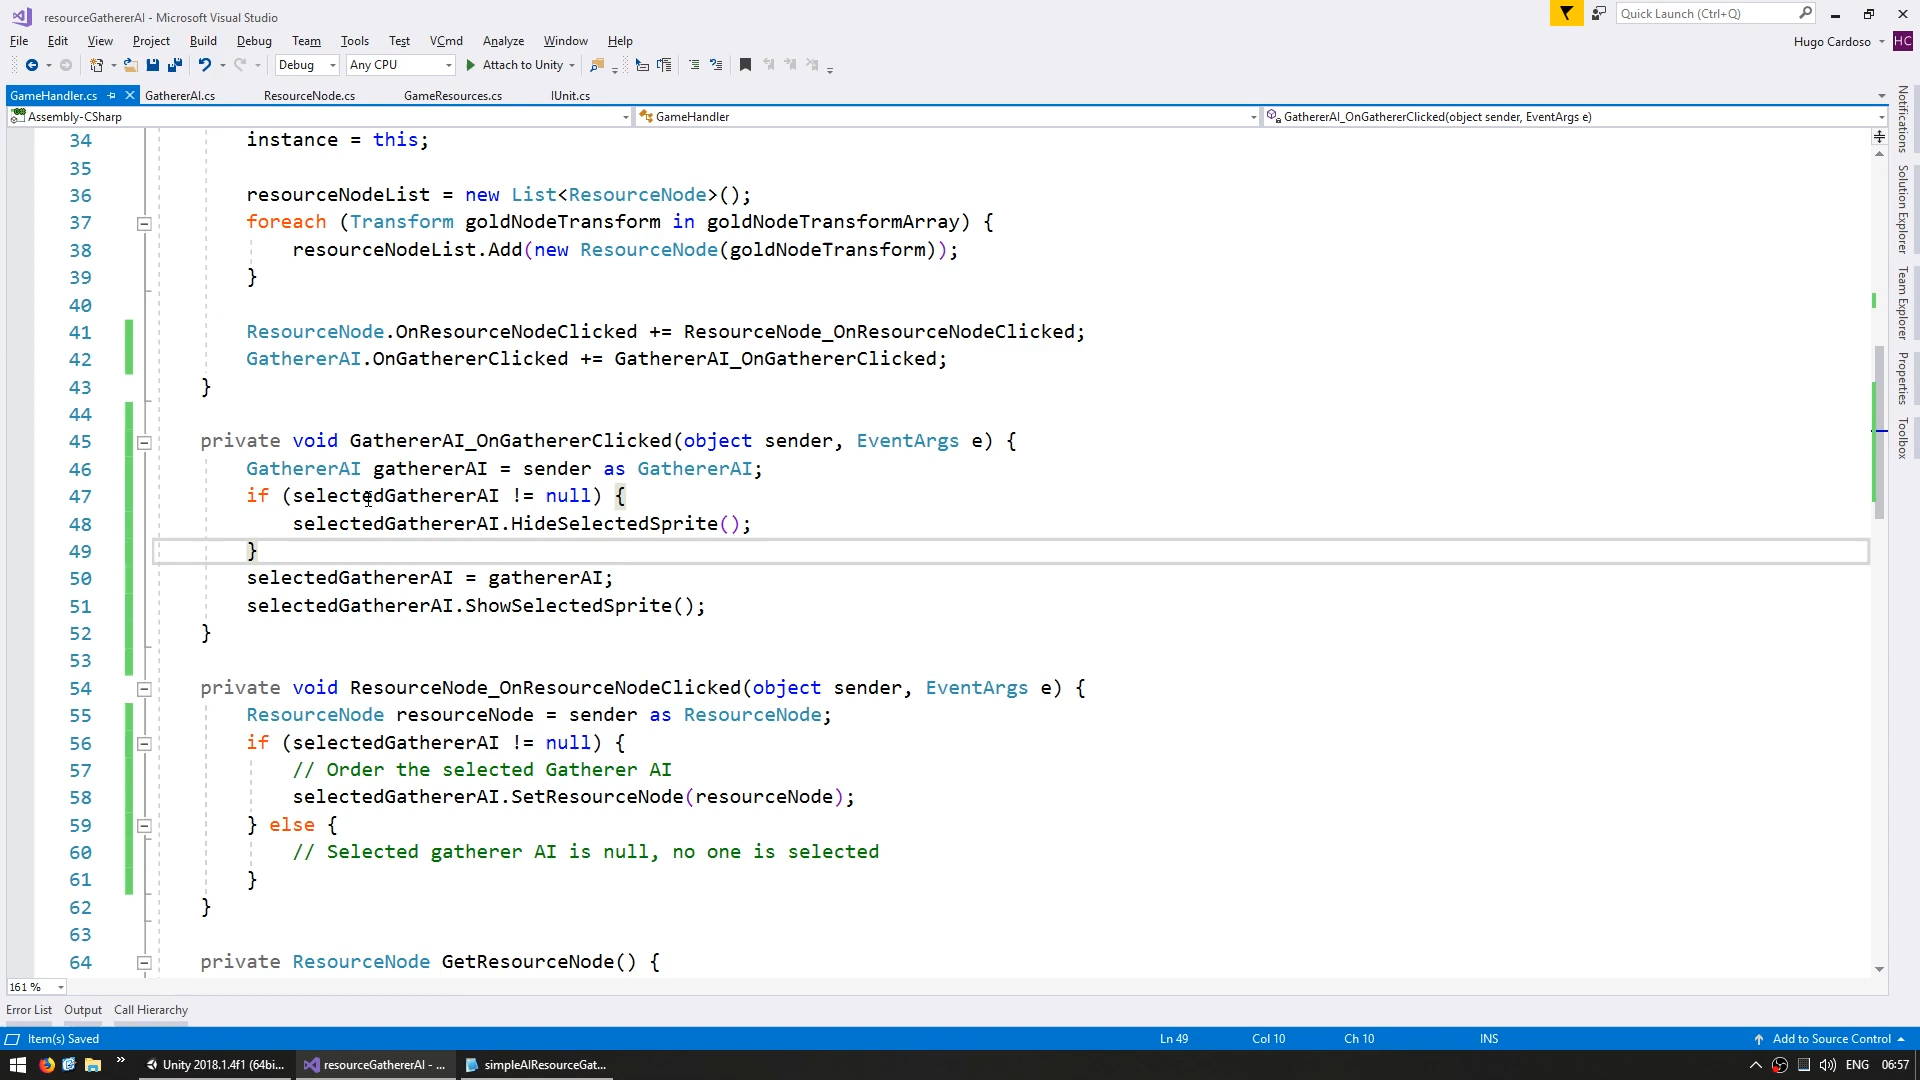 resourceGathererAI - Microsoft Visual Studio
Quick Launch (Ctrl+Q)
File Edit View Project Build Debug Team Tools Test VCmd Analyze Window Help
Hugo Cardoso HC
Debug Any CPU Attach to Unity
GameHandler.cs GathererAI.cs ResourceNode.cs GameResources.cs IUnit.cs
Assembly-CSharp GameHandler GathererAI_OnGathererClicked(object sender, EventArgs e)
34 instance = this;
35
36 resourceNodeList = new List<ResourceNode>();
37 foreach (Transform goldNodeTransform in goldNodeTransformArray) {
38 resourceNodeList.Add(new ResourceNode(goldNodeTransform));
39 }
40
41 ResourceNode.OnResourceNodeClicked += ResourceNode_OnResourceNodeClicked;
42 GathererAI.OnGathererClicked += GathererAI_OnGathererClicked;
43 }
44
45 private void GathererAI_OnGathererClicked(object sender, EventArgs e) {
46 GathererAI gathererAI = sender as GathererAI;
47 if (selectedGathererAI != null) {
48 selectedGathererAI.HideSelectedSprite();
49 }
50 selectedGathererAI = gathererAI;
51 selectedGathererAI.ShowSelectedSprite();
52 }
53
54 private void ResourceNode_OnResourceNodeClicked(object sender, EventArgs e) {
55 ResourceNode resourceNode = sender as ResourceNode;
56 if (selectedGathererAI != null) {
57 // Order the selected Gatherer AI
58 selectedGathererAI.SetResourceNode(resourceNode);
59 } else {
60 // Selected gatherer AI is null, no one is selected
61 }
62 }
63
64 private ResourceNode GetResourceNode() {
Notifications
Solution Explorer
Team Explorer
Properties
Toolbox
161 %
Error List Output Call Hierarchy
Item(s) Saved Ln 49 Col 10 Ch 10 INS Add to Source Control
Unity 2018.1.4f1 (64bi... resourceGathererAI - ... simpleAIResourceGat... ENG 06:57